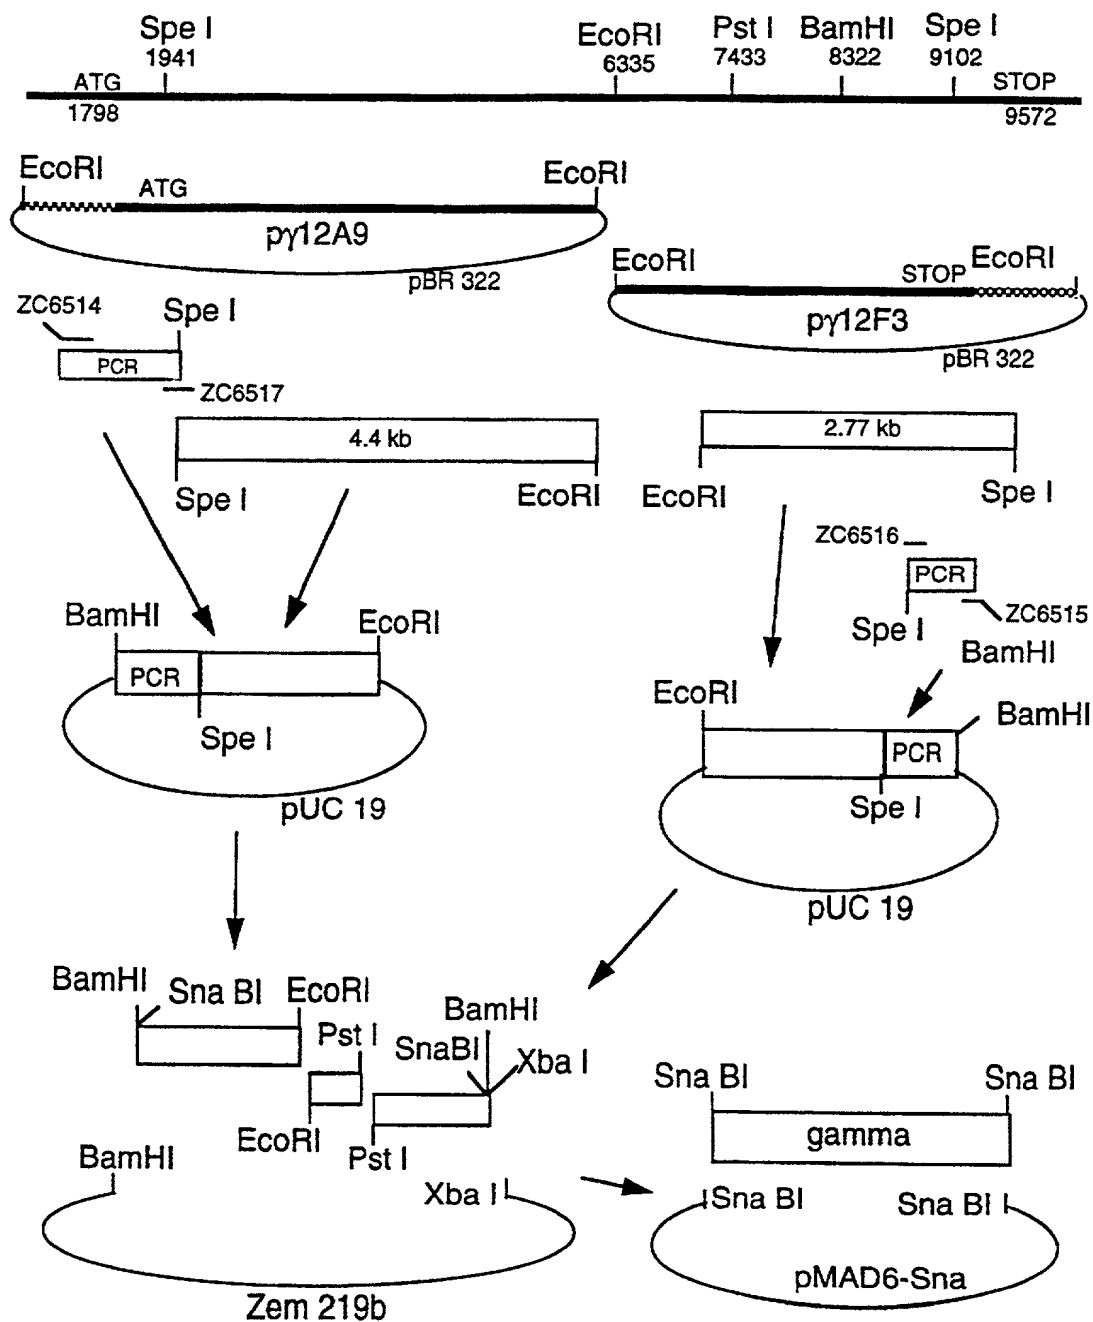 Spe I
1941
EcoRI
6335
Pst I
7433
BamHI
8322
Spe I
9102
ATG
1798
STOP
9572
EcoRI
ATG
EcoRI
pγ12A9
pBR 322
EcoRI
STOP
EcoRI
pγ12F3
pBR 322
ZC6514
Spe I
PCR
ZC6517
4.4 kb
Spe I
EcoRI
2.77 kb
EcoRI
Spe I
ZC6516
PCR
Spe I
ZC6515
BamHI
BamHI
EcoRI
PCR
Spe I
pUC 19
EcoRI
BamHI
PCR
Spe I
pUC 19
BamHI
Sna BI
EcoRI
Pst I
EcoRI
BamHI
SnaBI
Xba I
Pst I
BamHI
Xba I
Zem 219b
Sna BI
Sna BI
gamma
Sna BI
Sna BI
pMAD6-Sna